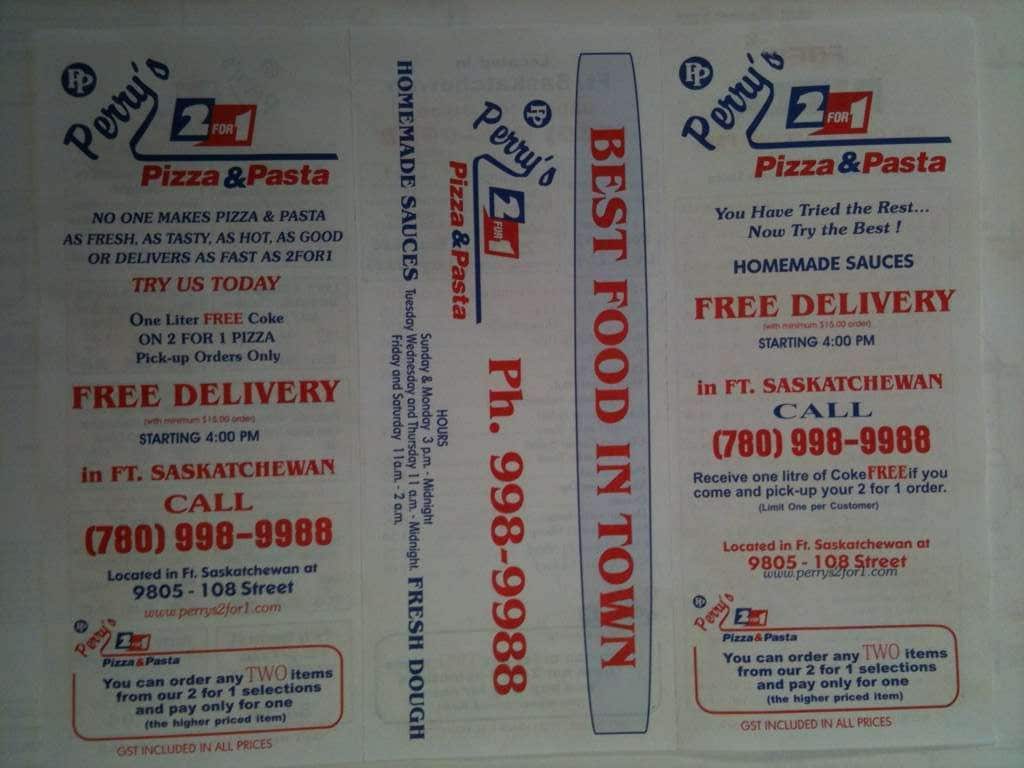 PP
Perry's
2 FOR 1
Pizza & Pasta
NO ONE MAKES PIZZA & PASTA
AS FRESH, AS TASTY, AS HOT, AS GOOD
OR DELIVERS AS FAST AS 2FOR1
TRY US TODAY
One Liter FREE Coke
ON 2 FOR 1 PIZZA
Pick-up Orders Only
FREE DELIVERY
(with minimum $15.00 order)
STARTING 4:00 PM
in FT. SASKATCHEWAN
CALL
(780) 998-9988
Located in Ft. Saskatchewan at
9805 - 108 Street
www.perrys2for1.com
PP
Perry's
2 FOR 1
Pizza & Pasta
You can order any TWO items
from our 2 for 1 selections
and pay only for one
(the higher priced item)
GST INCLUDED IN ALL PRICES
BEST FOOD IN TOWN
PP
Perry's
2 FOR 1
Pizza & Pasta
Ph. 998-9988
HOURS
Sunday & Monday 3 p.m. - Midnight
Tuesday Wednesday and Thursday 11 a.m. - Midnight.
Friday and Saturday 11a.m. - 2 a.m.
HOMEMADE SAUCES
FRESH DOUGH
PP
Perry's
2 FOR 1
Pizza & Pasta
You Have Tried the Rest...
Now Try the Best !
HOMEMADE SAUCES
FREE DELIVERY
(with minimum $15.00 order)
STARTING 4:00 PM
in FT. SASKATCHEWAN
CALL
(780) 998-9988
Receive one litre of Coke FREE if you
come and pick-up your 2 for 1 order.
(Limit One per Customer)
Located in Ft. Saskatchewan at
9805 - 108 Street
www.perrys2for1.com
PP
Perry's
2 FOR 1
Pizza & Pasta
You can order any TWO items
from our 2 for 1 selections
and pay only for one
(the higher priced item)
GST INCLUDED IN ALL PRICES